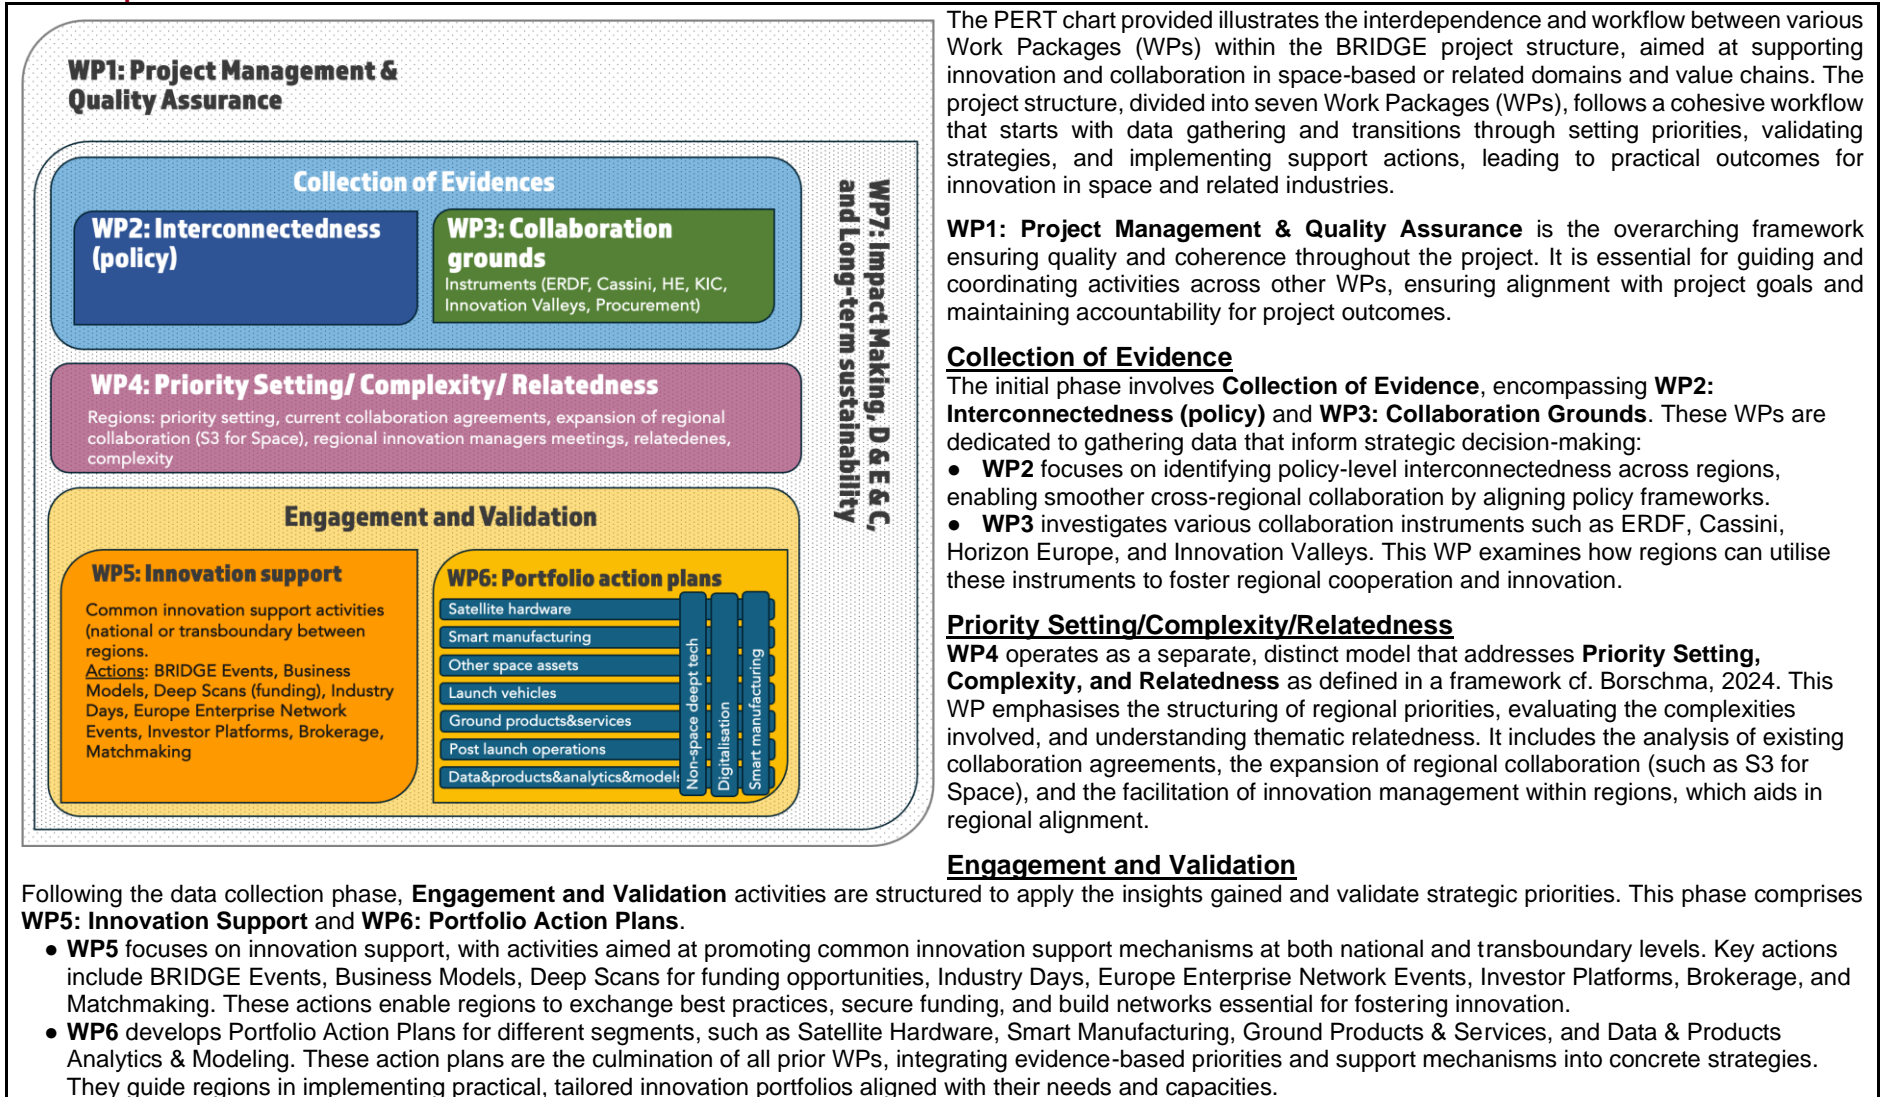 WP1: Project Management &
Quality Assurance
Collection of Evidences
WP2: Interconnectedness
(policy)
WP3: Collaboration
grounds
Instruments (ERDF, Cassini, HE, KIC,
Innovation Valleys, Procurement)
WP4: Priority Setting/ Complexity/ Relatedness
Regions: priority setting, current collaboration agreements, expansion of regional
collaboration (S3 for Space), regional innovation managers meetings, relatedenes,
complexity
Engagement and Validation
WP5: Innovation support
Common innovation support activities
(national or transboundary between
regions.
Actions: BRIDGE Events, Business
Models, Deep Scans (funding), Industry
Days, Europe Enterprise Network
Events, Investor Platforms, Brokerage,
Matchmaking
WP6: Portfolio action plans
Satellite hardware
Smart manufacturing
Other space assets
Launch vehicles
Ground products&services
Post launch operations
Data&products&analytics&models
Non-space deept tech
Digitalisation
Smart manufacturing
WP7: Impact Making, D & E & C,
and Long-term sustainability
The PERT chart provided illustrates the interdependence and workflow between various
Work Packages (WPs) within the BRIDGE project structure, aimed at supporting
innovation and collaboration in space-based or related domains and value chains. The
project structure, divided into seven Work Packages (WPs), follows a cohesive workflow
that starts with data gathering and transitions through setting priorities, validating
strategies, and implementing support actions, leading to practical outcomes for
innovation in space and related industries.
WP1: Project Management & Quality Assurance is the overarching framework
ensuring quality and coherence throughout the project. It is essential for guiding and
coordinating activities across other WPs, ensuring alignment with project goals and
maintaining accountability for project outcomes.
Collection of Evidence
The initial phase involves Collection of Evidence, encompassing WP2:
Interconnectedness (policy) and WP3: Collaboration Grounds. These WPs are
dedicated to gathering data that inform strategic decision-making:
● WP2 focuses on identifying policy-level interconnectedness across regions,
enabling smoother cross-regional collaboration by aligning policy frameworks.
● WP3 investigates various collaboration instruments such as ERDF, Cassini,
Horizon Europe, and Innovation Valleys. This WP examines how regions can utilise
these instruments to foster regional cooperation and innovation.
Priority Setting/Complexity/Relatedness
WP4 operates as a separate, distinct model that addresses Priority Setting,
Complexity, and Relatedness as defined in a framework cf. Borschma, 2024. This
WP emphasises the structuring of regional priorities, evaluating the complexities
involved, and understanding thematic relatedness. It includes the analysis of existing
collaboration agreements, the expansion of regional collaboration (such as S3 for
Space), and the facilitation of innovation management within regions, which aids in
regional alignment.
Engagement and Validation
Following the data collection phase, Engagement and Validation activities are structured to apply the insights gained and validate strategic priorities. This phase comprises
WP5: Innovation Support and WP6: Portfolio Action Plans.
● WP5 focuses on innovation support, with activities aimed at promoting common innovation support mechanisms at both national and transboundary levels. Key actions
include BRIDGE Events, Business Models, Deep Scans for funding opportunities, Industry Days, Europe Enterprise Network Events, Investor Platforms, Brokerage, and
Matchmaking. These actions enable regions to exchange best practices, secure funding, and build networks essential for fostering innovation.
● WP6 develops Portfolio Action Plans for different segments, such as Satellite Hardware, Smart Manufacturing, Ground Products & Services, and Data & Products
Analytics & Modeling. These action plans are the culmination of all prior WPs, integrating evidence-based priorities and support mechanisms into concrete strategies.
They guide regions in implementing practical, tailored innovation portfolios aligned with their needs and capacities.